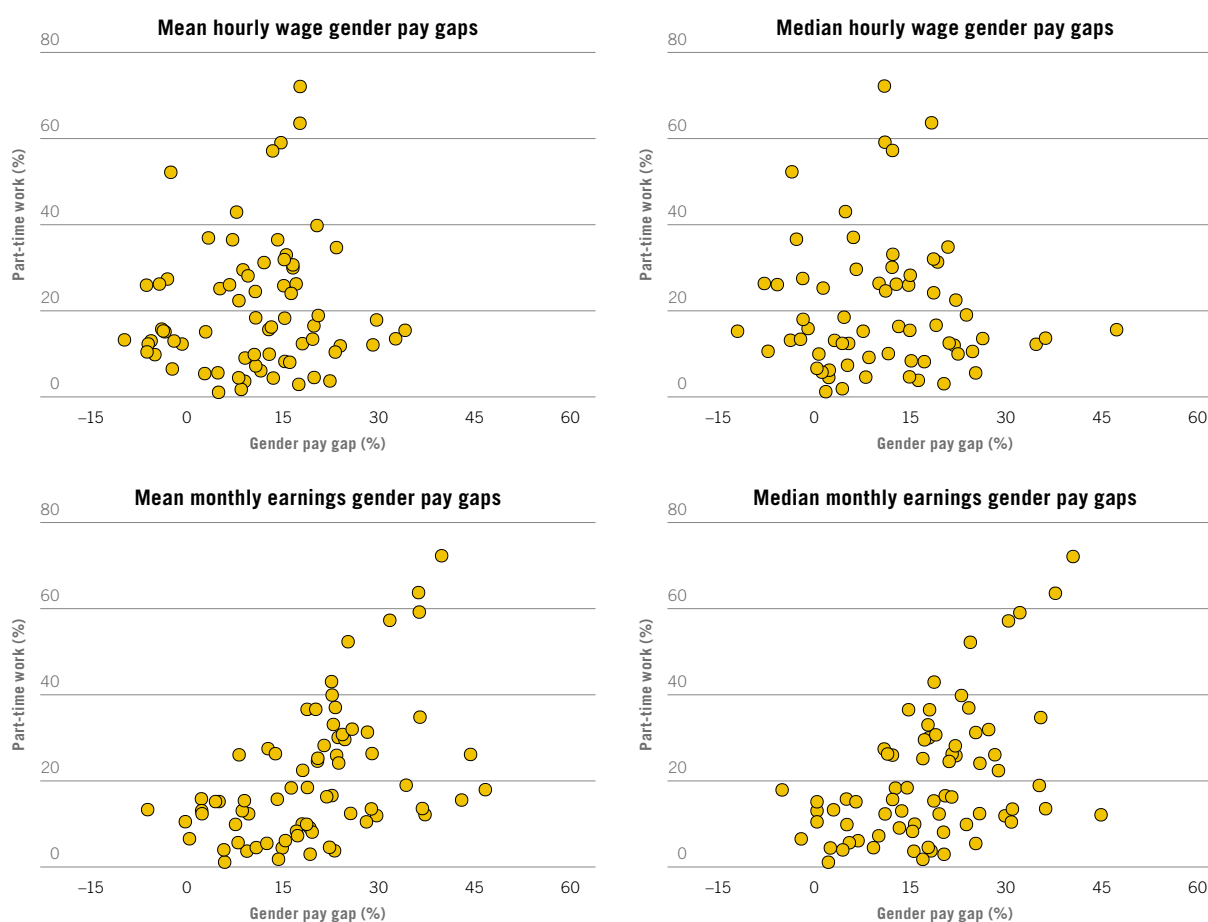 Mean hourly wage gender pay gaps
80
60
40
20
0
Part-time work (%)
–15 0 15 30 45 60
Gender pay gap (%)
Median hourly wage gender pay gaps
80
60
40
20
0
Part-time work (%)
–15 0 15 30 45 60
Gender pay gap (%)
Mean monthly earnings gender pay gaps
80
60
40
20
0
Part-time work (%)
–15 0 15 30 45 60
Gender pay gap (%)
Median monthly earnings gender pay gaps
80
60
40
20
0
Part-time work (%)
–15 0 15 30 45 60
Gender pay gap (%)